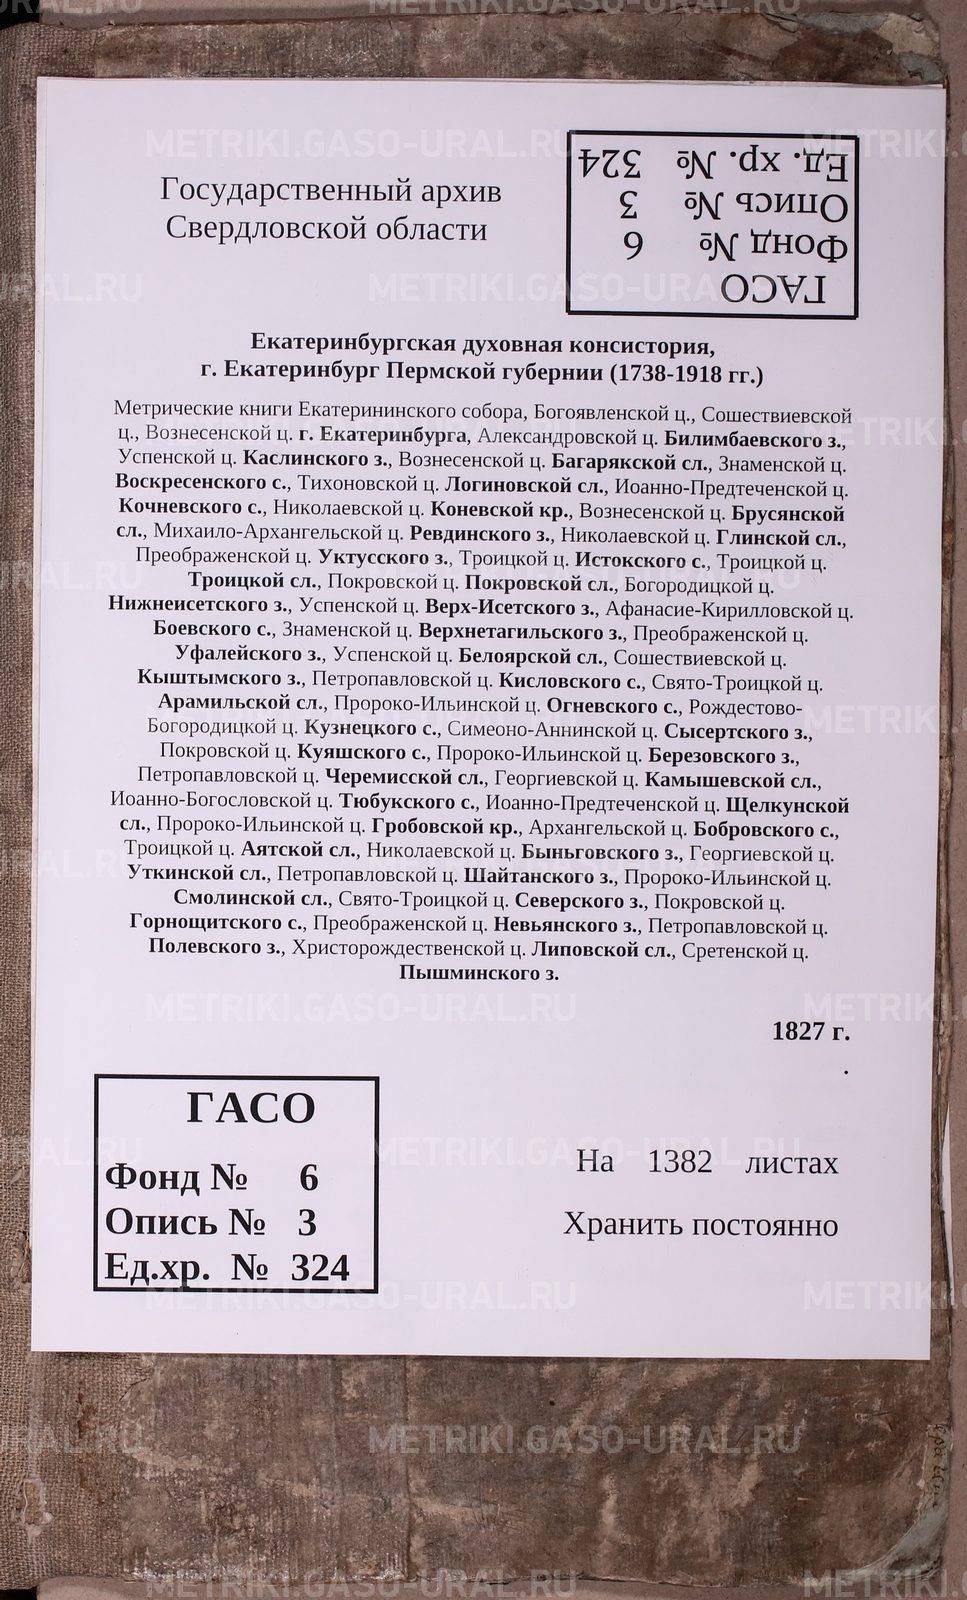 Государственный архив
Свердловской области
ГАСО
Фонд № 6
Опись № 3
Ед. хр. № 324
Екатеринбургская духовная консистория,
г. Екатеринбург Пермской губернии (1738-1918 гг.)
Метрические книги Екатерининского собора, Богоявленской ц., Сошествиевской
ц., Вознесенской ц. г. Екатеринбурга, Александровской ц. Билимбаевского з.,
Успенской ц. Каслинского з., Вознесенской ц. Багарякской сл., Знаменской ц.
Воскресенского с., Тихоновской ц. Логиновской сл., Иоанно-Предтеченской ц.
Кочневского с., Николаевской ц. Коневской кр., Вознесенской ц. Брусянской
сл., Михаило-Архангельской ц. Ревдинского з., Николаевской ц. Глинской сл.,
Преображенской ц. Уктусского з., Троицкой ц. Истокского с., Троицкой ц.
Троицкой сл., Покровской ц. Покровской сл., Богородицкой ц.
Нижнеисетского з., Успенской ц. Верх-Исетского з., Афанасие-Кирилловской ц.
Боевского с., Знаменской ц. Верхнетагильского з., Преображенской ц.
Уфалейского з., Успенской ц. Белоярской сл., Сошествиевской ц.
Кыштымского з., Петропавловской ц. Кисловского с., Свято-Троицкой ц.
Арамильской сл., Пророко-Ильинской ц. Огневского с., Рождество-
Богородицкой ц. Кузнецкого с., Симеоно-Аннинской ц. Сысертского з.,
Покровской ц. Куяшского с., Пророко-Ильинской ц. Березовского з.,
Петропавловской ц. Черемисской сл., Георгиевской ц. Камышевской сл.,
Иоанно-Богословской ц. Тюбукского с., Иоанно-Предтеченской ц. Щелкунской
сл., Пророко-Ильинской ц. Гробовской кр., Архангельской ц. Бобровского с.,
Троицкой ц. Аятской сл., Николаевской ц. Быньговского з., Георгиевской ц.
Уткинской сл., Петропавловской ц. Шайтанского з., Пророко-Ильинской ц.
Смолинской сл., Свято-Троицкой ц. Северского з., Покровской ц.
Горнощитского с., Преображенской ц. Невьянского з., Петропавловской ц.
Полевского з., Христорождественской ц. Липовской сл., Сретенской ц.
Пышминского з.
1827 г.
.
ГАСО
Фонд № 6
Опись № 3
Ед.хр. № 324
На 1382 листах
Хранить постоянно
METRIKI.GASO-URAL.RU